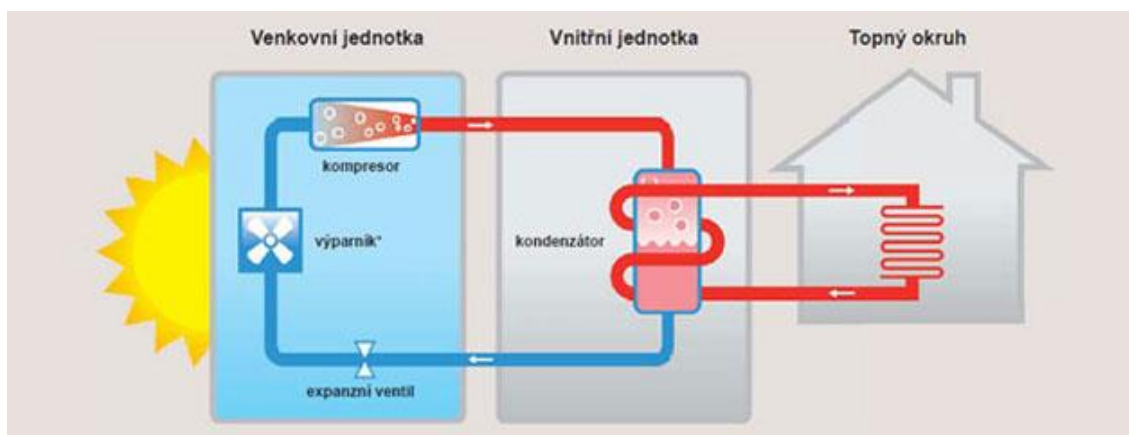 Venkovní jednotka
Vnitřní jednotka
Topný okruh
kompresor
výparník*
kondenzátor
expanzní ventil